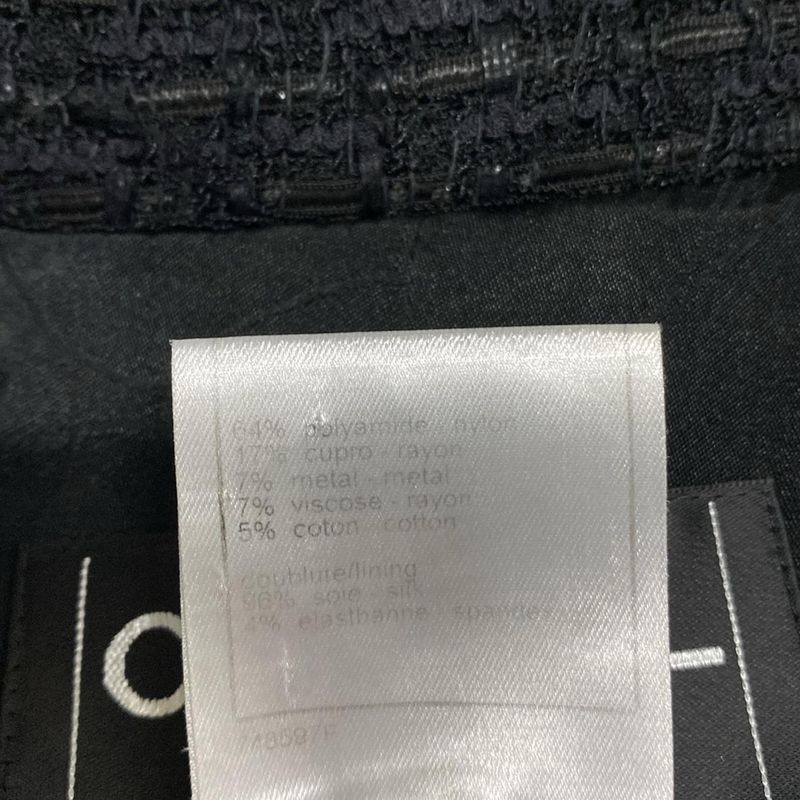 64% polyamide - nylon
17% cupro - rayon
7% metal - metal
7% viscose - rayon
5% coton - cotton
doublure/lining
96% soie - silk
4% elasthanne - spandex